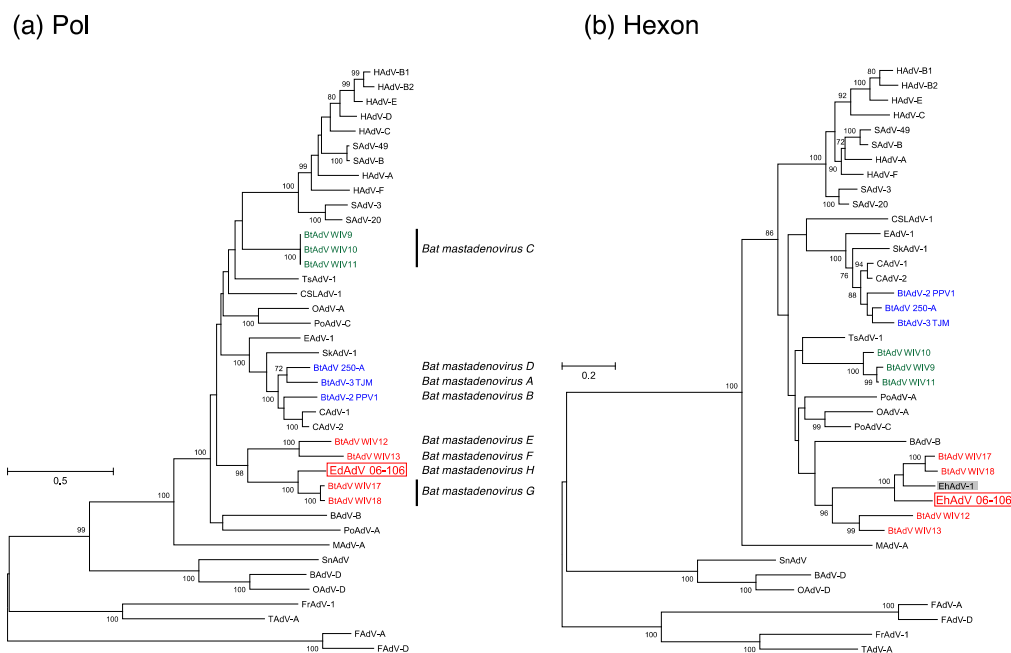 (a) Pol
99
HAdV-B1
HAdV-B2
99
HAdV-E
80
HAdV-D
HAdV-C
SAdV-49
100
SAdV-B
99
HAdV-A
100
HAdV-F
SAdV-3
100
SAdV-20
BtAdV WIV9
BtAdV WIV10
100
BtAdV WIV11
Bat mastadenovirus C
TsAdV-1
CSLAdV-1
OAdV-A
100
PoAdV-C
EAdV-1
100
SkAdV-1
72
BtAdV 250-A
Bat mastadenovirus D
BtAdV-3 TJM
Bat mastadenovirus A
100
BtAdV-2 PPV1
Bat mastadenovirus B
CAdV-1
100
CAdV-2
100
BtAdV WIV12
Bat mastadenovirus E
BtAdV WIV13
Bat mastadenovirus F
98
EdAdV 06-106
Bat mastadenovirus H
100
BtAdV WIV17
Bat mastadenovirus G
100
BtAdV WIV18
BAdV-B
PoAdV-A
MAdV-A
99
SnAdV
100
BAdV-D
100
OAdV-D
FrAdV-1
100
TAdV-A
FAdV-A
100
FAdV-D
0.5
(b) Hexon
80
HAdV-B1
100
HAdV-B2
92
HAdV-E
HAdV-C
100
SAdV-49
72
SAdV-B
100
HAdV-A
90
HAdV-F
SAdV-3
100
SAdV-20
CSLAdV-1
86
EAdV-1
SkAdV-1
94
CAdV-1
76
CAdV-2
88
BtAdV-2 PPV1
BtAdV 250-A
BtAdV-3 TJM
TsAdV-1
BtAdV WIV10
100
BtAdV WIV9
99
BtAdV WIV11
100
PoAdV-A
OAdV-A
99
PoAdV-C
BAdV-B
100
BtAdV WIV17
BtAdV WIV18
100
EhAdV-1
EhAdV 06-106
96
BtAdV WIV12
99
BtAdV WIV13
MAdV-A
SnAdV
100
BAdV-D
100
OAdV-D
FAdV-A
100
FAdV-D
100
FrAdV-1
100
TAdV-A
0.2